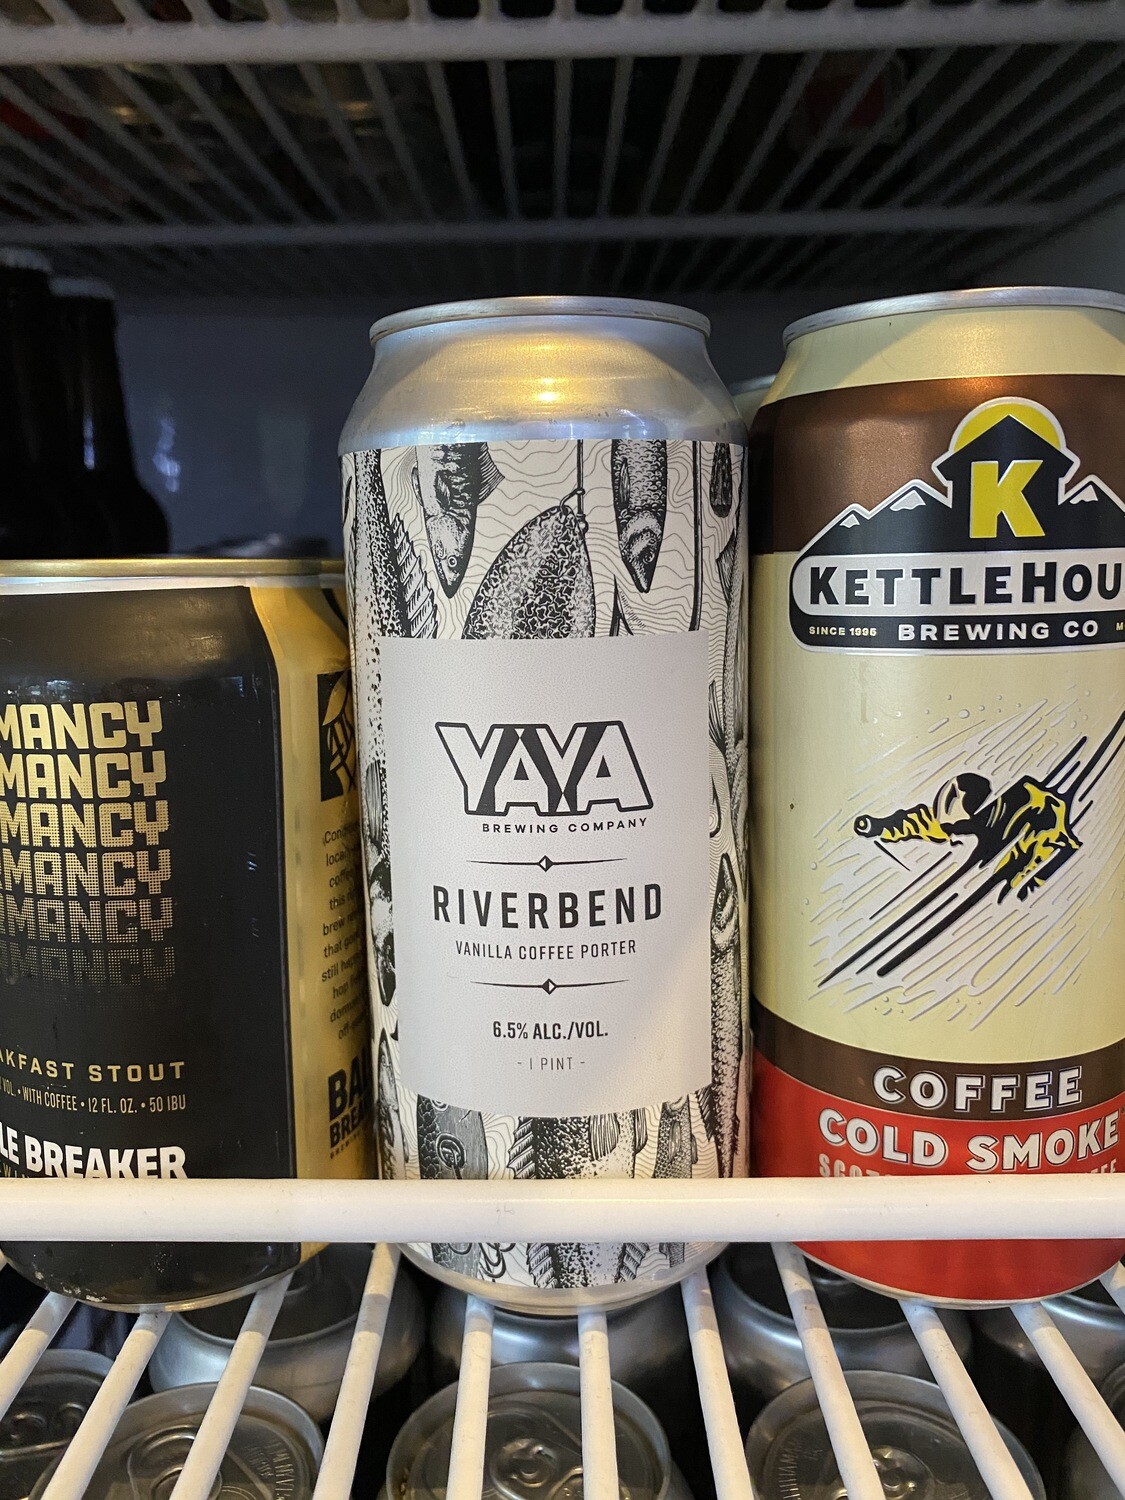 MANCY
MANCY
MANCY
MANCY
MANCY
MANCY
AKFAST STOUT
VOL. • WITH COFFEE • 12 FL. OZ. • 50 IBU
LE BREAKER
YAYA
BREWING COMPANY
RIVERBEND
VANILLA COFFEE PORTER
6.5% ALC./VOL.
- 1 PINT -
K
KETTLEHOU
SINCE 1995 BREWING CO M
COFFEE
COLD SMOKE